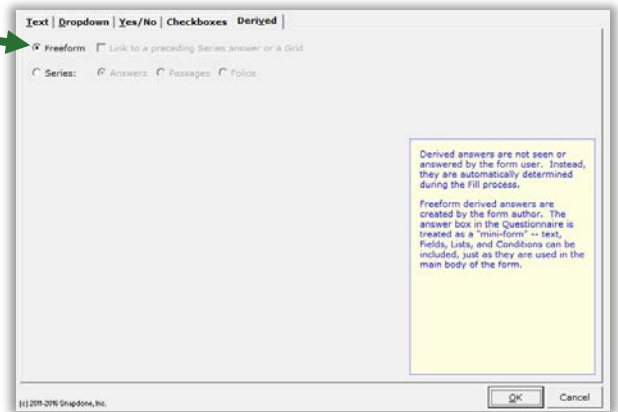 Text | Dropdown | Yes/No | Checkboxes | Derived |
Freeform Link to a preceding Series answer or a Grid
Series: Answers Passages Folios
Derived answers are not seen or
answered by the form user. Instead,
they are automatically determined
during the Fill process.
Freeform derived answers are
created by the form author. The
answer box in the Questionnaire is
treated as a "mini-form" -- text,
Fields, Lists, and Conditions can be
included, just as they are used in the
main body of the form.
(c) 2011-2016 Snapdone, Inc.
OK Cancel